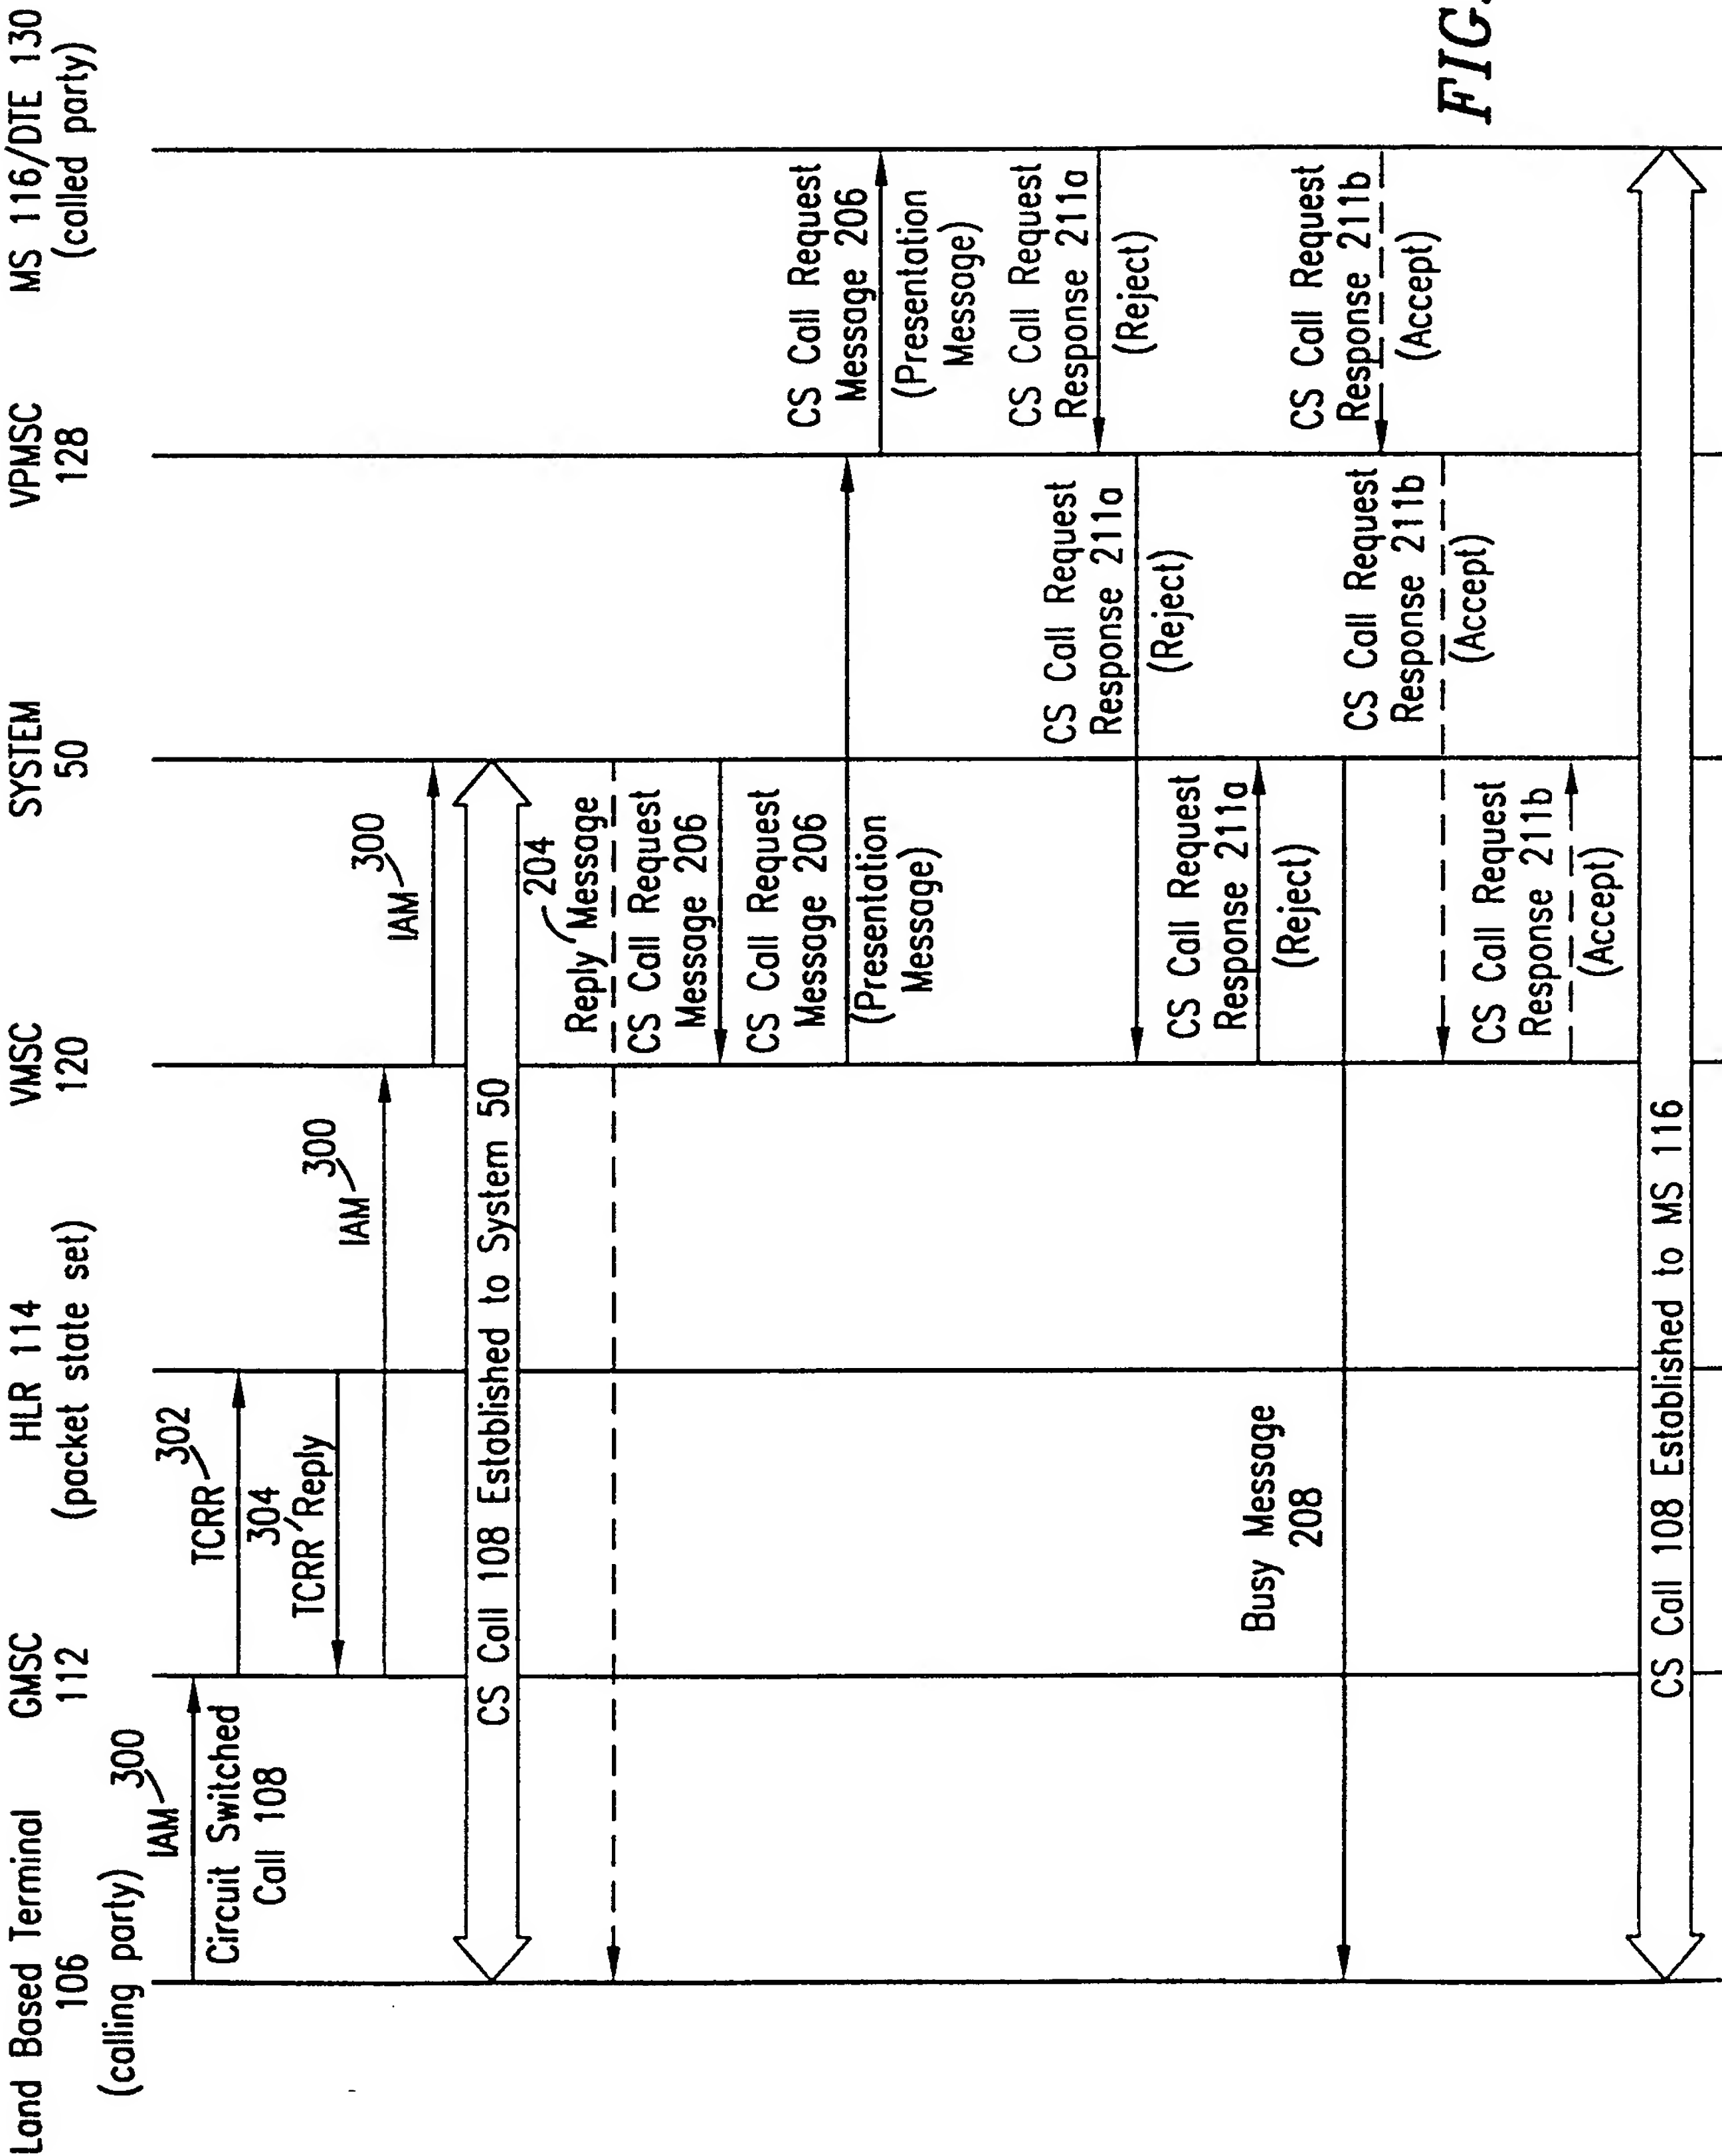 Land Based Terminal
106
(calling party)
GMSC
112
HLR 114
(packet state set)
VMSC
120
SYSTEM
50
VPMSC
128
MS 116/DTE 130
(called party)
IAM 300
Circuit Switched
Call 108
TCRR 302
304
TCRR Reply
IAM 300
IAM 300
CS Call 108 Established to System 50
204
Reply Message
CS Call Request
Message 206
CS Call Request
Message 206
(Presentation
Message)
CS Call Request
Message 206
(Presentation
Message)
CS Call Request
Response 211a
(Reject)
CS Call Request
Response 211a
(Reject)
CS Call Request
Response 211a
(Reject)
Busy Message
208
CS Call Request
Response 211b
(Accept)
CS Call Request
Response 211b
(Accept)
CS Call Request
Response 211b
(Accept)
CS Call 108 Established to MS 116
FIG.